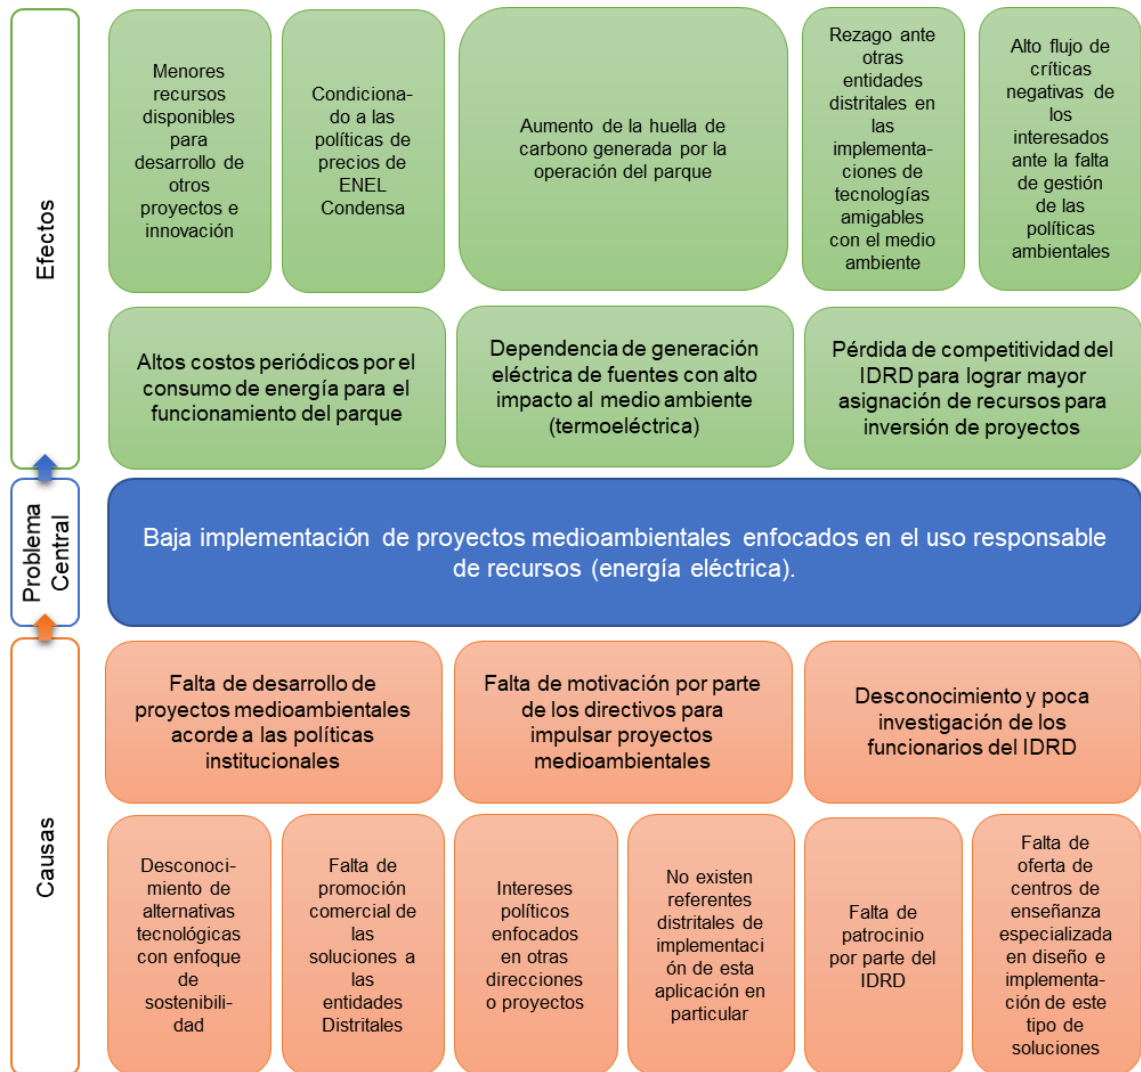 Efectos
Menores
recursos
disponibles
para
desarrollo de
otros
proyectos e
innovación
Condiciona-
do a las
políticas de
precios de
ENEL
Condensa
Aumento de la huella de
carbono generada por la
operación del parque
Rezago ante
otras
entidades
distritales en
las
implementa-
ciones de
tecnologías
amigables
con el medio
ambiente
Alto flujo de
críticas
negativas de
los
interesados
ante la falta
de gestión
de las
políticas
ambientales
Altos costos periódicos por el
consumo de energía para el
funcionamiento del parque
Dependencia de generación
eléctrica de fuentes con alto
impacto al medio ambiente
(termoeléctrica)
Pérdida de competitividad del
IDRD para lograr mayor
asignación de recursos para
inversión de proyectos
Problema
Central
Baja implementación de proyectos medioambientales enfocados en el uso responsable
de recursos (energía eléctrica).
Causas
Falta de desarrollo de
proyectos medioambientales
acorde a las políticas
institucionales
Falta de motivación por parte
de los directivos para
impulsar proyectos
medioambientales
Desconocimiento y poca
investigación de los
funcionarios del IDRD
Desconoci-
miento de
alternativas
tecnológicas
con enfoque
de
sostenibili-
dad
Falta de
promoción
comercial de
las
soluciones a
las
entidades
Distritales
Intereses
políticos
enfocados
en otras
direcciones
o proyectos
No existen
referentes
distritales de
implementaci
ón de esta
aplicación en
particular
Falta de
patrocinio
por parte del
IDRD
Falta de
oferta de
centros de
enseñanza
especializada
en diseño e
implementa-
ción de este
tipo de
soluciones